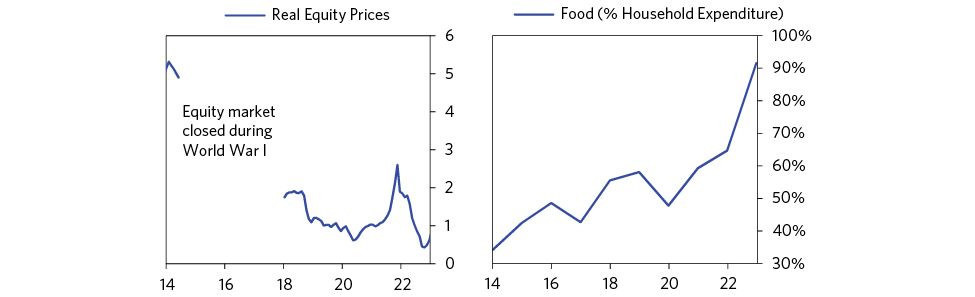 Real Equity Prices
6
5
4
3
2
1
0
Equity market
closed during
World War I
14 16 18 20 22
Food (% Household Expenditure)
100%
90%
80%
70%
60%
50%
40%
30%
14 16 18 20 22